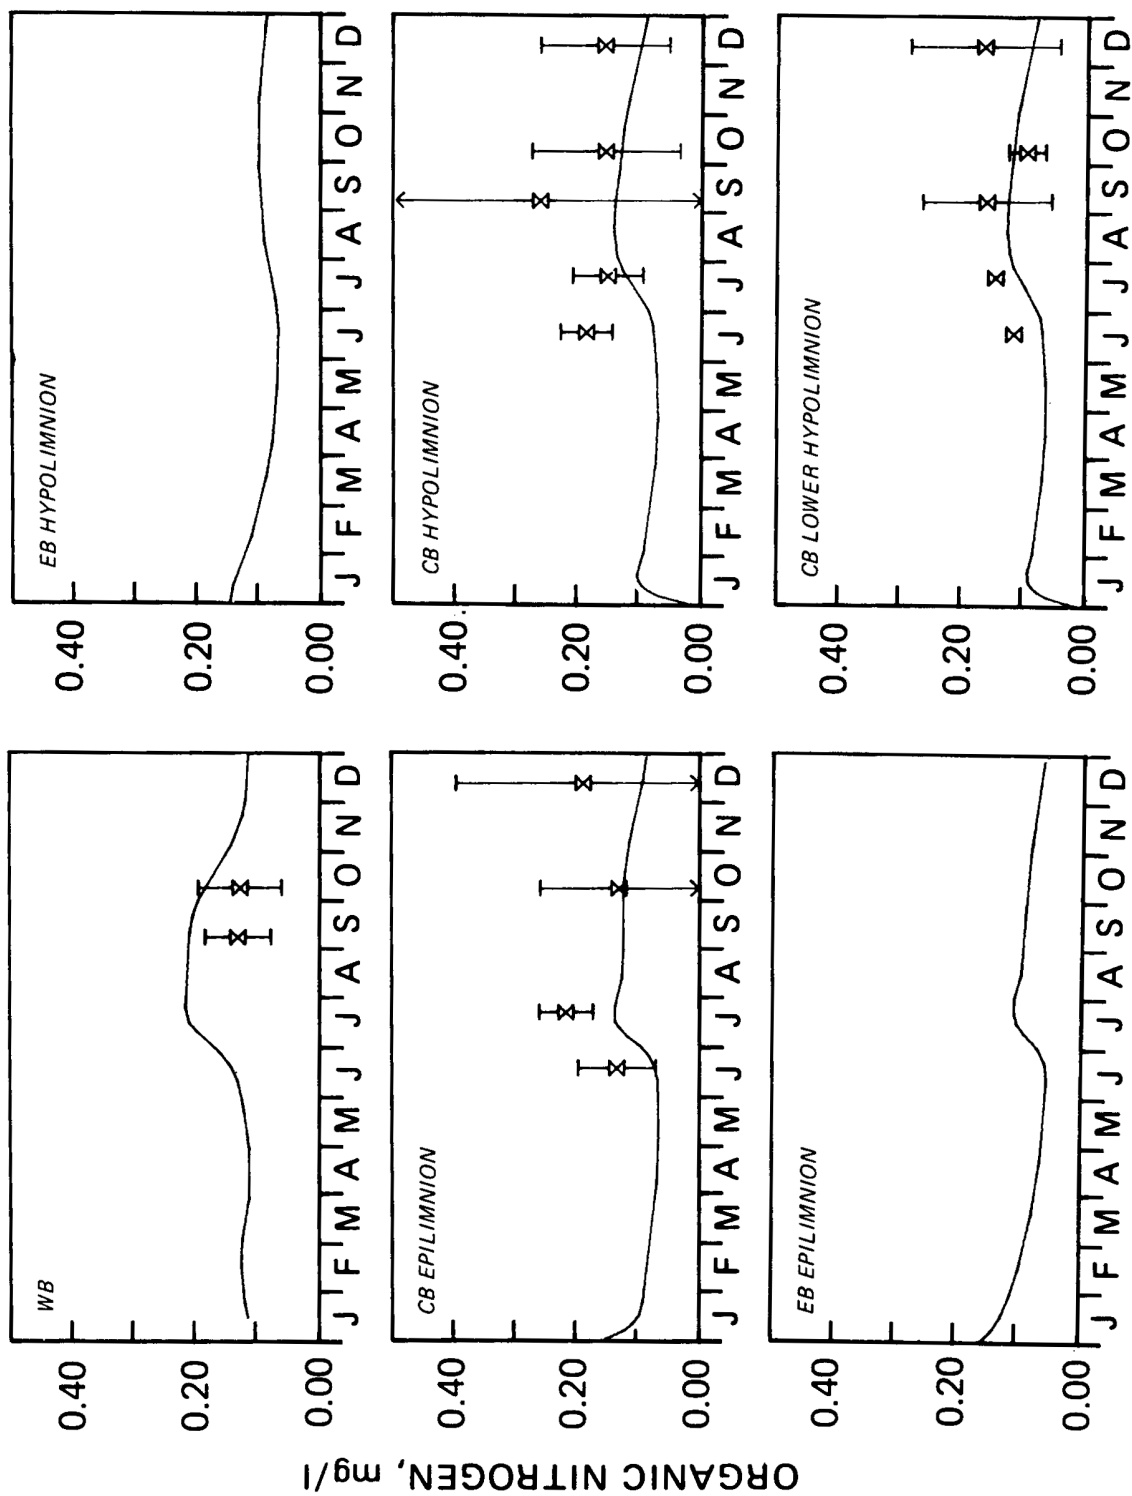 ORGANIC NITROGEN, mg/l
WB
0.40
0.20
0.00
J F M A M J J A S O N D
EB HYPOLIMNION
0.40
0.20
0.00
J F M A M J J A S O N D
CB EPILIMNION
0.40
0.20
0.00
J F M A M J J A S O N D
CB HYPOLIMNION
0.40.
0.20
0.00
J F M A M J J A S O N D
EB EPILIMNION
0.40
0.20
0.00
J F M A M J J A S O N D
CB LOWER HYPOLIMNION
0.20
0.00
J F M A M J J A S O N D